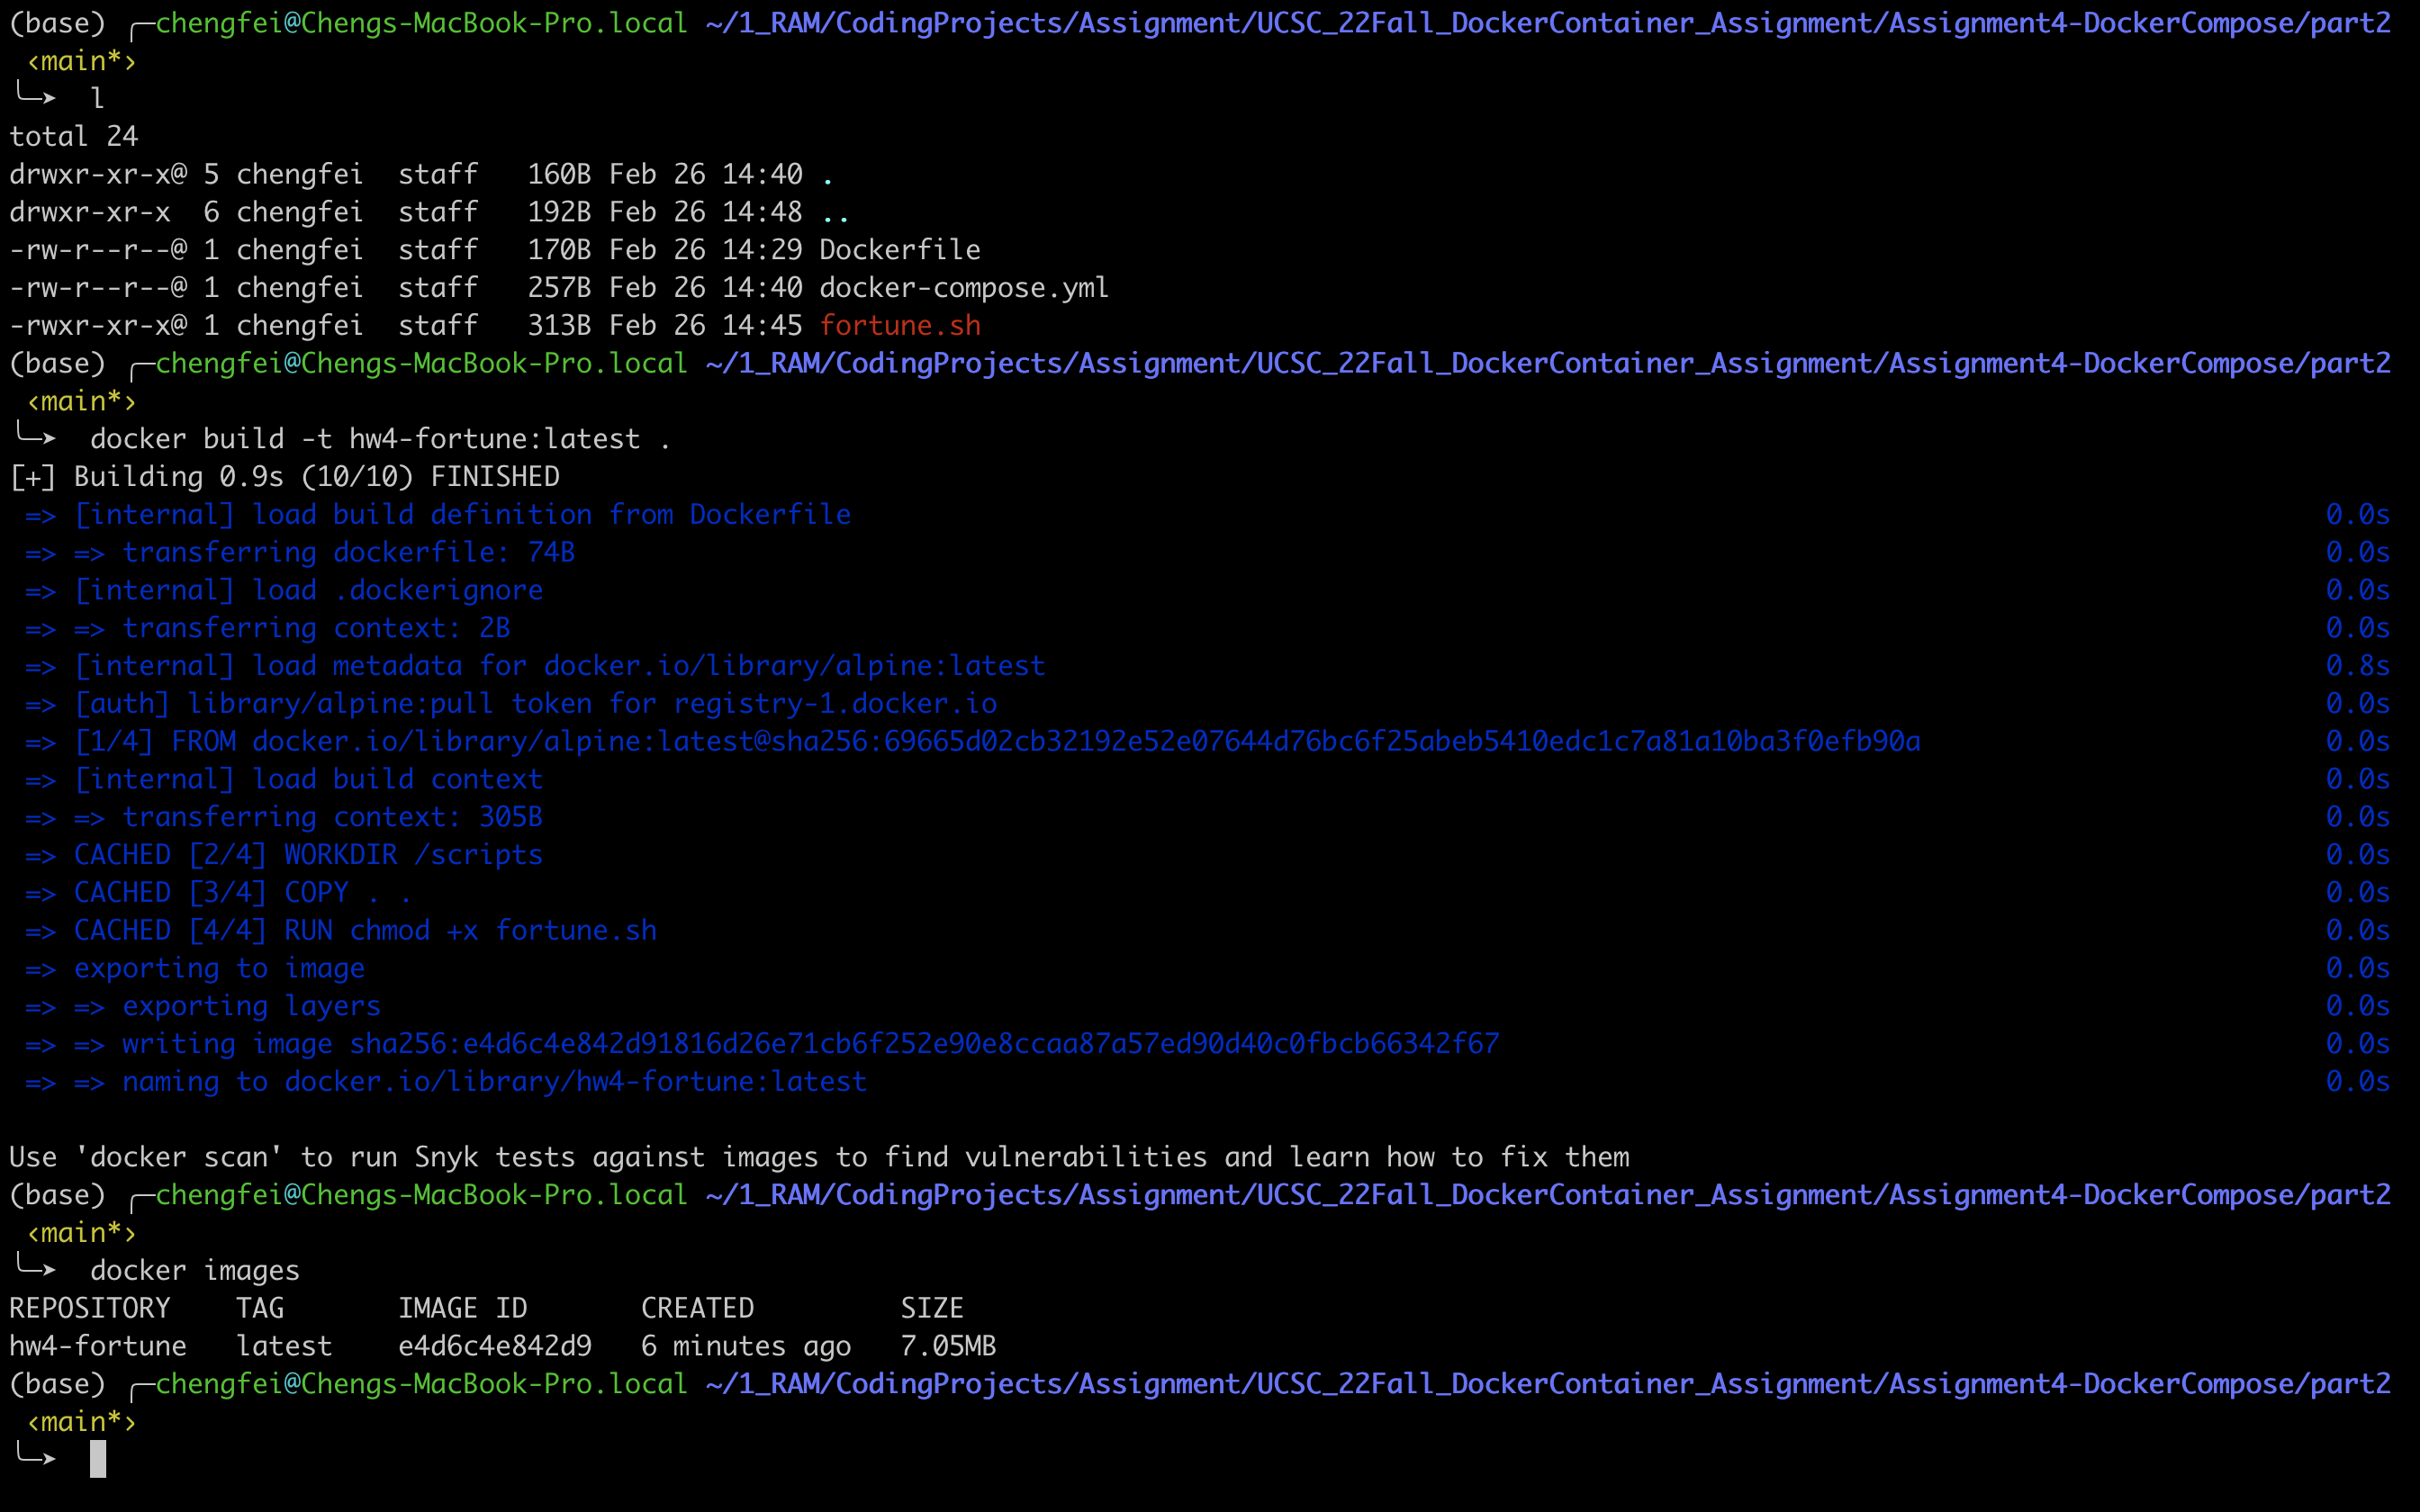 (base) ╭─chengfei@Chengs-MacBook-Pro.local ~/1_RAM/CodingProjects/Assignment/UCSC_22Fall_DockerContainer_Assignment/Assignment4-DockerCompose/part2
‹main*›
╰─➤  l
total 24
drwxr-xr-x@ 5 chengfei  staff   160B Feb 26 14:40 .
drwxr-xr-x  6 chengfei  staff   192B Feb 26 14:48 ..
-rw-r--r--@ 1 chengfei  staff   170B Feb 26 14:29 Dockerfile
-rw-r--r--@ 1 chengfei  staff   257B Feb 26 14:40 docker-compose.yml
-rwxr-xr-x@ 1 chengfei  staff   313B Feb 26 14:45 fortune.sh
(base) ╭─chengfei@Chengs-MacBook-Pro.local ~/1_RAM/CodingProjects/Assignment/UCSC_22Fall_DockerContainer_Assignment/Assignment4-DockerCompose/part2
‹main*›
╰─➤  docker build -t hw4-fortune:latest .
[+] Building 0.9s (10/10) FINISHED
=> [internal] load build definition from Dockerfile 0.0s
=> => transferring dockerfile: 74B 0.0s
=> [internal] load .dockerignore 0.0s
=> => transferring context: 2B 0.0s
=> [internal] load metadata for docker.io/library/alpine:latest 0.8s
=> [auth] library/alpine:pull token for registry-1.docker.io 0.0s
=> [1/4] FROM docker.io/library/alpine:latest@sha256:69665d02cb32192e52e07644d76bc6f25abeb5410edc1c7a81a10ba3f0efb90a 0.0s
=> [internal] load build context 0.0s
=> => transferring context: 305B 0.0s
=> CACHED [2/4] WORKDIR /scripts 0.0s
=> CACHED [3/4] COPY . . 0.0s
=> CACHED [4/4] RUN chmod +x fortune.sh 0.0s
=> exporting to image 0.0s
=> => exporting layers 0.0s
=> => writing image sha256:e4d6c4e842d91816d26e71cb6f252e90e8ccaa87a57ed90d40c0fbcb66342f67 0.0s
=> => naming to docker.io/library/hw4-fortune:latest 0.0s
Use 'docker scan' to run Snyk tests against images to find vulnerabilities and learn how to fix them
(base) ╭─chengfei@Chengs-MacBook-Pro.local ~/1_RAM/CodingProjects/Assignment/UCSC_22Fall_DockerContainer_Assignment/Assignment4-DockerCompose/part2
‹main*›
╰─➤  docker images
REPOSITORY    TAG       IMAGE ID       CREATED         SIZE
hw4-fortune   latest    e4d6c4e842d9   6 minutes ago   7.05MB
(base) ╭─chengfei@Chengs-MacBook-Pro.local ~/1_RAM/CodingProjects/Assignment/UCSC_22Fall_DockerContainer_Assignment/Assignment4-DockerCompose/part2
‹main*›
╰─➤